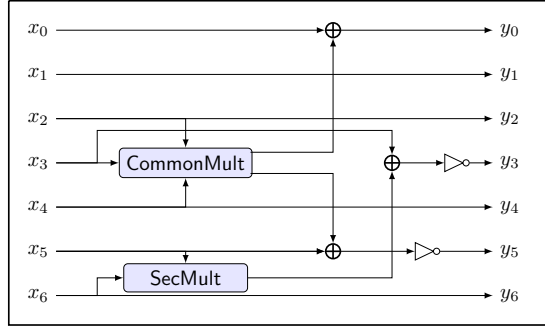 x0 y0
x1 y1
x2 y2
x3 CommonMult y3
x4 y4
x5 y5
SecMult
x6 y6